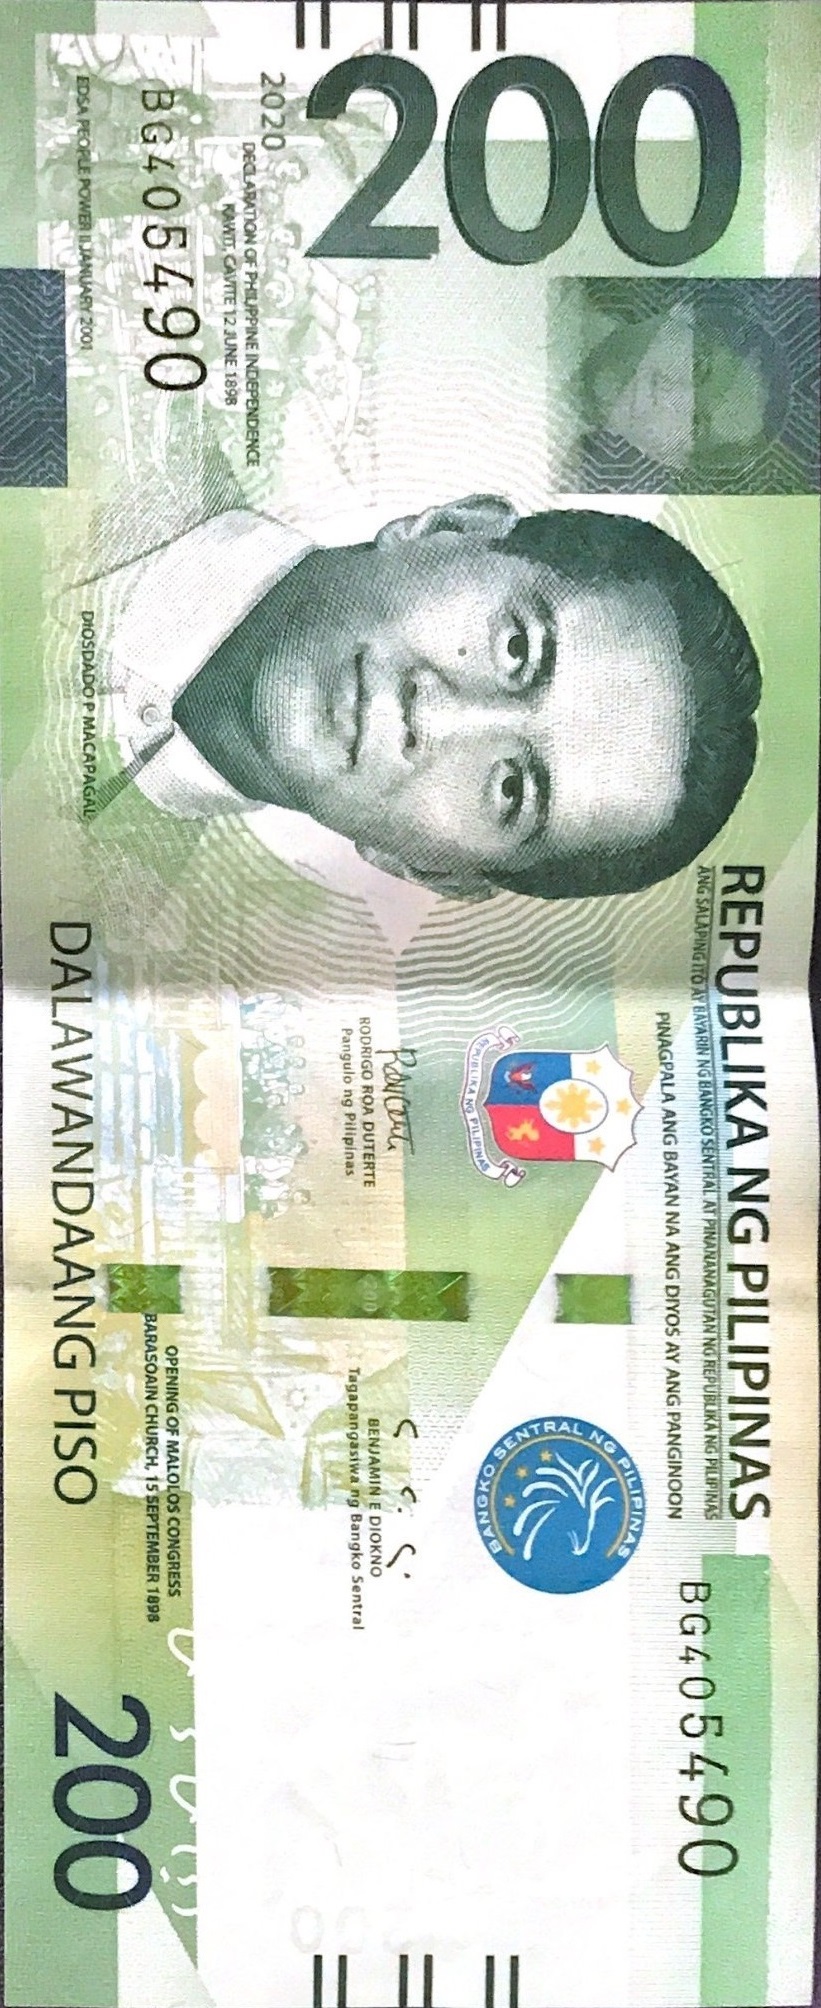 200
REPUBLIKA NG PILIPINAS
ANG SALAPING ITO AY BAYARIN NG BANGKO SENTRAL AT PINANANAGUTAN NG REPUBLIKA NG PILIPINAS
PINAGPALA ANG BAYAN NA ANG DIYOS AY ANG PANGINOON
BG405490
REPUBLIKA NG PILIPINAS
BANGKO SENTRAL NG PILIPINAS
2020
DECLARATION OF PHILIPPINE INDEPENDENCE
KAWIT, CAVITE 12 JUNE 1898
RODRIGO ROA DUTERTE
Pangulo ng Pilipinas
BENJAMIN E DIOKNO
Tagapangasiwa ng Bangko Sentral
BG405490
EDSA PEOPLE POWER II JANUARY 2001
DIOSDADO P MACAPAGAL
OPENING OF MALOLOS CONGRESS
BARASOAIN CHURCH, 15 SEPTEMBER 1898
DALAWANDAANG PISO
200